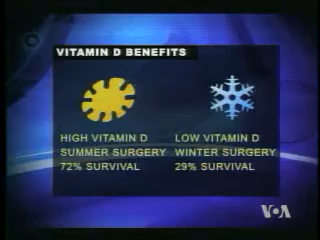 VITAMIN D BENEFITS
HIGH VITAMIN D
SUMMER SURGERY
72% SURVIVAL
LOW VITAMIN D
WINTER SURGERY
29% SURVIVAL
VOA